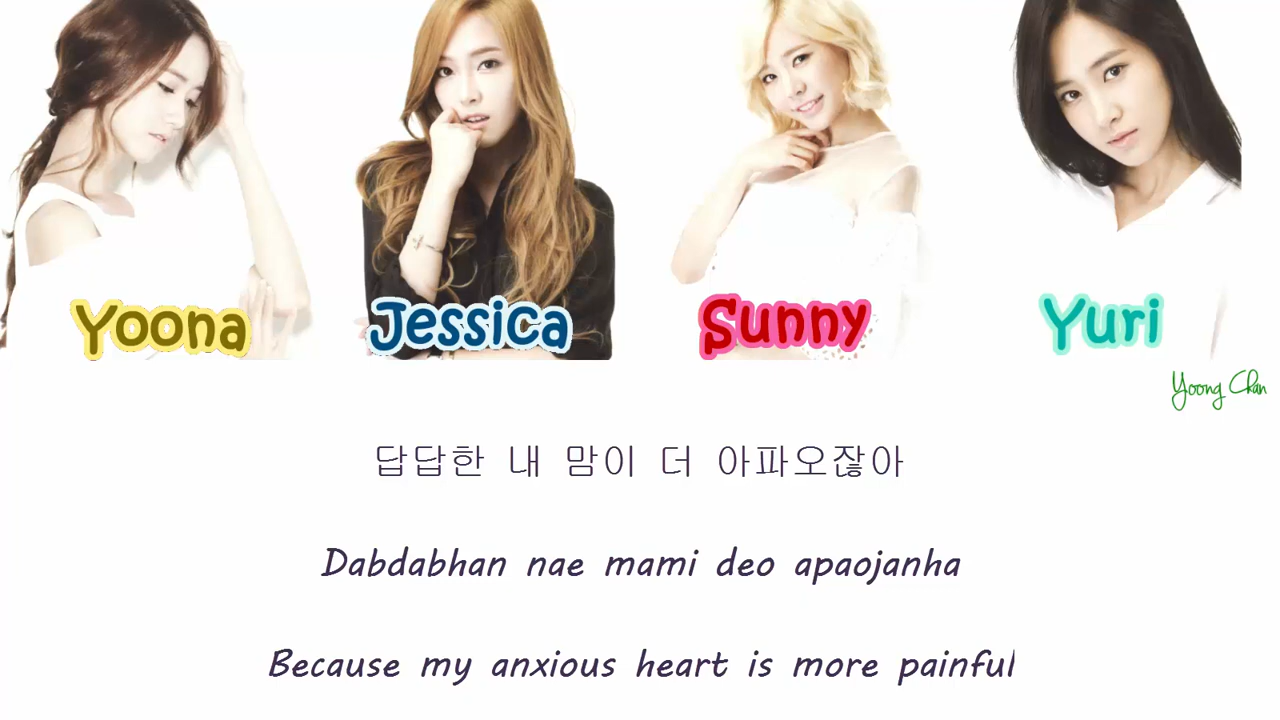 Yoona Jessica Sunny Yuri
Yoong Chan
답답한 내 맘이 더 아파오잖아
Dabdabhan nae mami deo apaojanha
Because my anxious heart is more painful